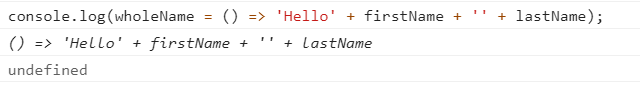 console.log(wholeName = () => 'Hello' + firstName + '' + lastName);
() => 'Hello' + firstName + '' + lastName
undefined